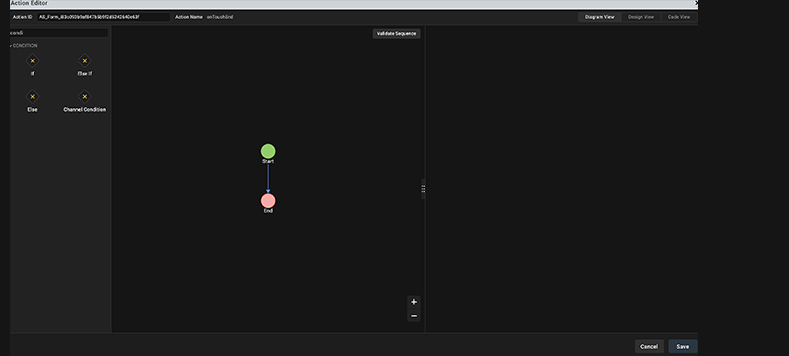 Action Editor
Action ID
Action Name onTouchEnd
Diagram View Design View Code View
condi
CONDITION
Validate Sequence
If Else If
Else Channel Condition
Start
End
+
−
Cancel Save